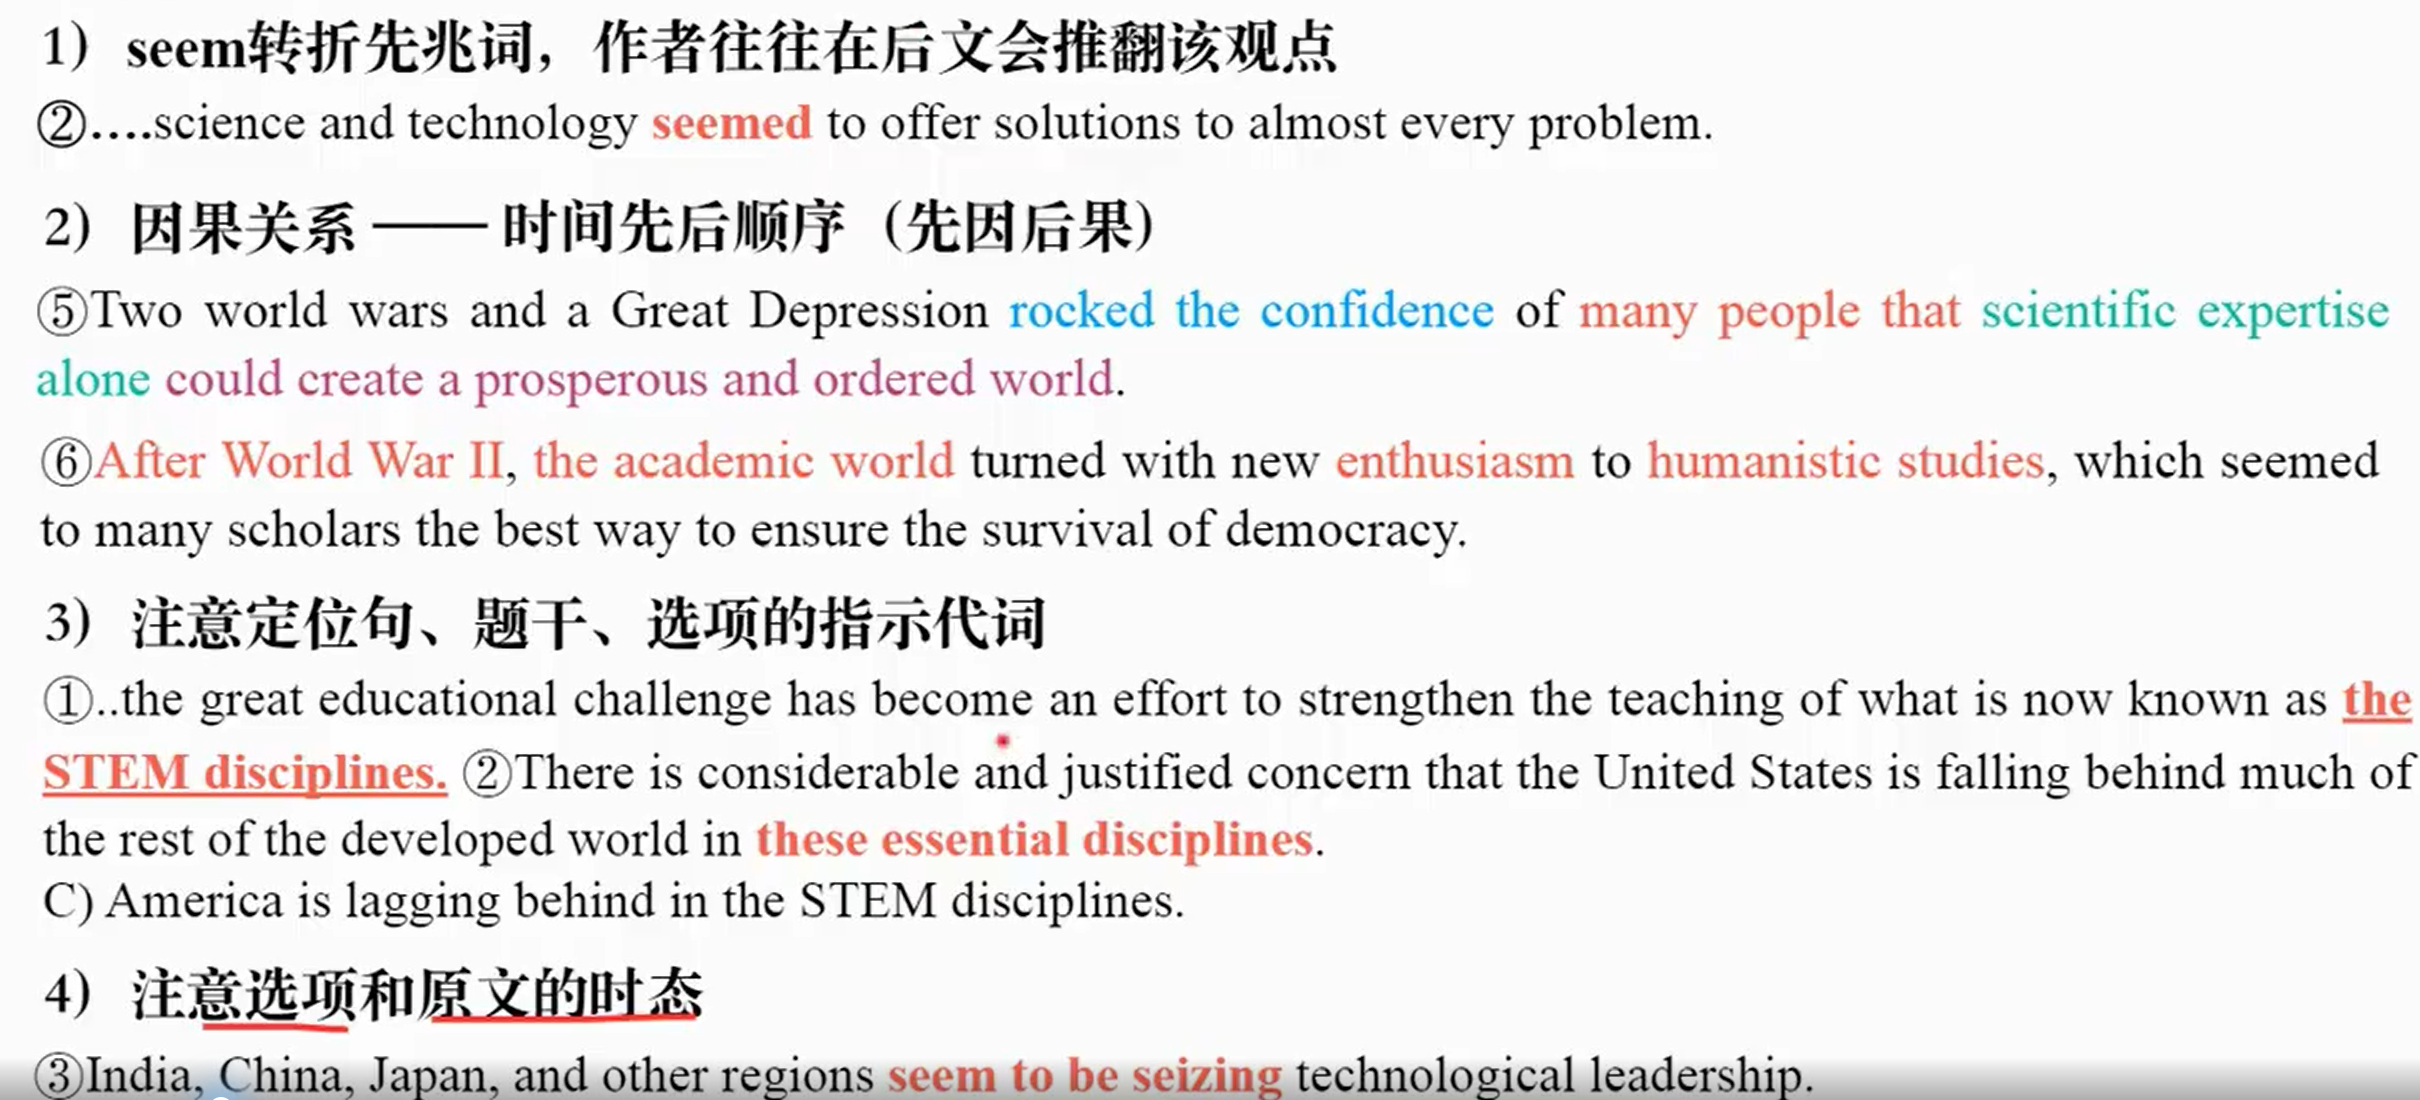 1）seem转折先兆词，作者往往在后文会推翻该观点
②….science and technology seemed to offer solutions to almost every problem.
2）因果关系 —— 时间先后顺序（先因后果）
⑤Two world wars and a Great Depression rocked the confidence of many people that scientific expertise
alone could create a prosperous and ordered world.
⑥After World War II, the academic world turned with new enthusiasm to humanistic studies, which seemed
to many scholars the best way to ensure the survival of democracy.
3）注意定位句、题干、选项的指示代词
①..the great educational challenge has become an effort to strengthen the teaching of what is now known as the
STEM disciplines. ②There is considerable and justified concern that the United States is falling behind much of
the rest of the developed world in these essential disciplines.
C) America is lagging behind in the STEM disciplines.
4）注意选项和原文的时态
③India, China, Japan, and other regions seem to be seizing technological leadership.